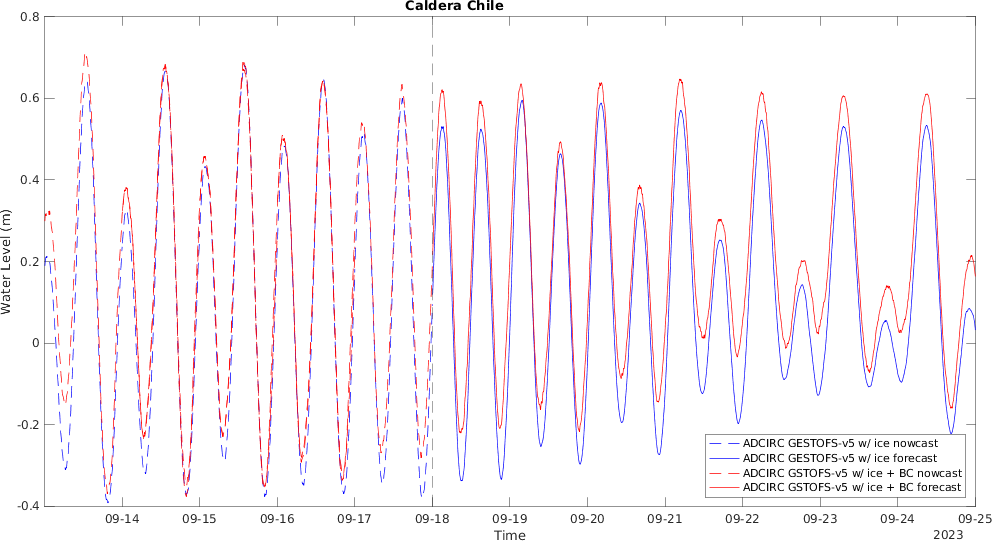 Caldera Chile
0.8
0.6
0.4
0.2
0
-0.2
-0.4
Water Level (m)
ADCIRC GESTOFS-v5 w/ ice nowcast
ADCIRC GESTOFS-v5 w/ ice forecast
ADCIRC GSTOFS-v5 w/ ice + BC nowcast
ADCIRC GSTOFS-v5 w/ ice + BC forecast
09-14 09-15 09-16 09-17 09-18 09-19 09-20 09-21 09-22 09-23 09-24 09-25
Time
2023